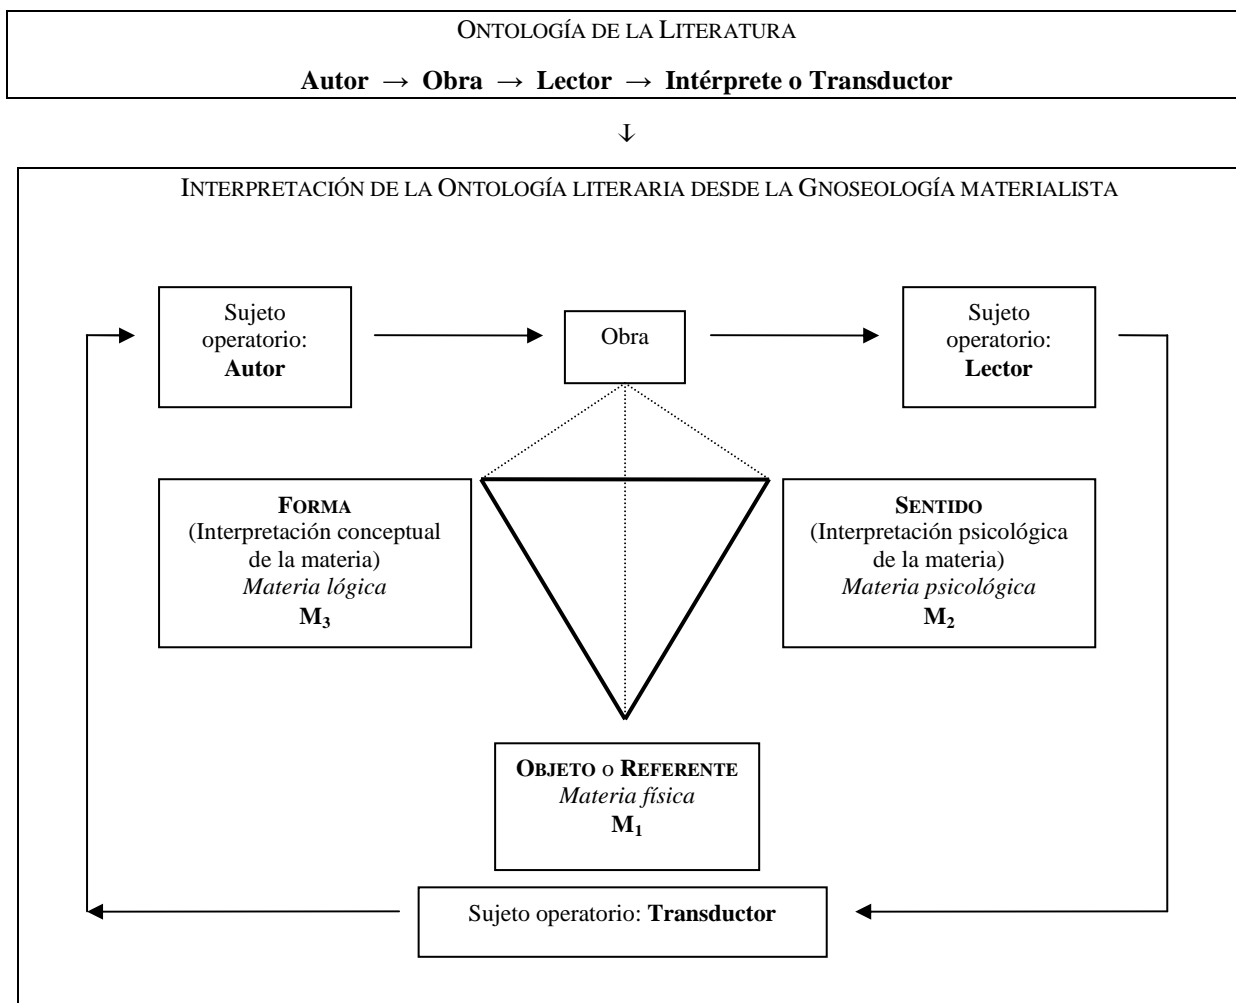 ONTOLOGÍA DE LA LITERATURA
Autor → Obra → Lector → Intérprete o Transductor
↓
INTERPRETACIÓN DE LA ONTOLOGÍA LITERARIA DESDE LA GNOSEOLOGÍA MATERIALISTA
Sujeto
operatorio:
Autor
Obra
Sujeto
operatorio:
Lector
FORMA
(Interpretación conceptual
de la materia)
Materia lógica
M₃
SENTIDO
(Interpretación psicológica
de la materia)
Materia psicológica
M₂
OBJETO O REFERENTE
Materia física
M₁
Sujeto operatorio: Transductor